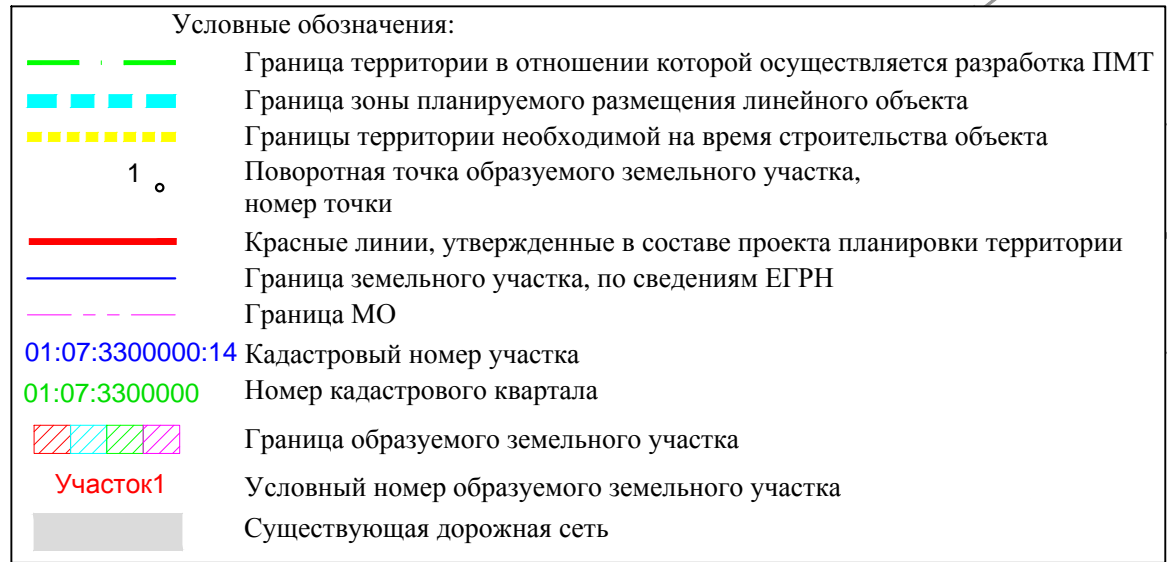 Условные обозначения:
Граница территории в отношении которой осуществляется разработка ПМТ
Граница зоны планируемого размещения линейного объекта
Границы территории необходимой на время строительства объекта
1 Поворотная точка образуемого земельного участка,
номер точки
Красные линии, утвержденные в составе проекта планировки территории
Граница земельного участка, по сведениям ЕГРН
Граница МО
01:07:3300000:14 Кадастровый номер участка
01:07:3300000 Номер кадастрового квартала
Граница образуемого земельного участка
Участок1 Условный номер образуемого земельного участка
Существующая дорожная сеть